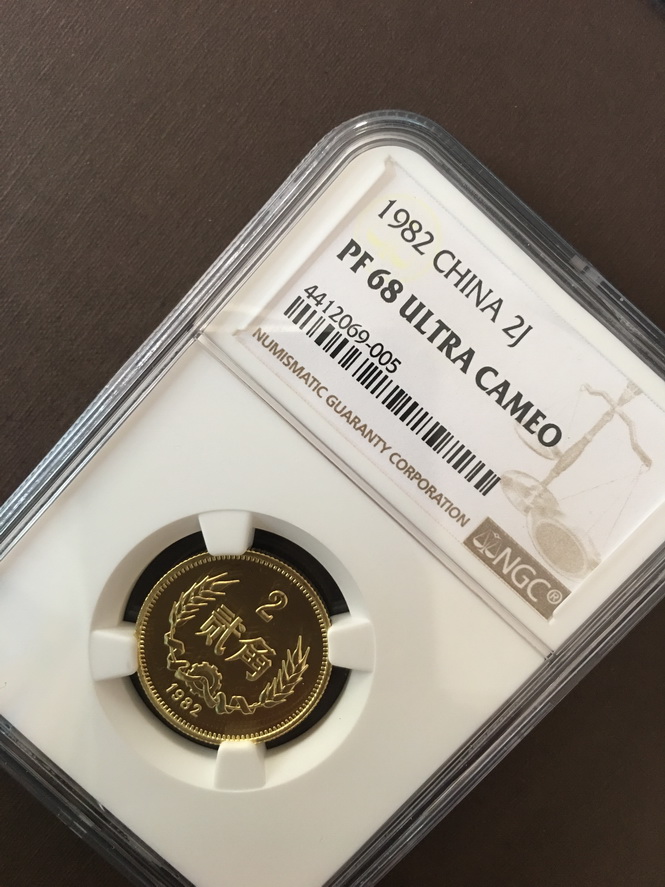 1982 CHINA 2J
PF 68 ULTRA CAMEO
4412069-005
NUMISMATIC GUARANTY CORPORATION
NGC®
2
贰角
1982